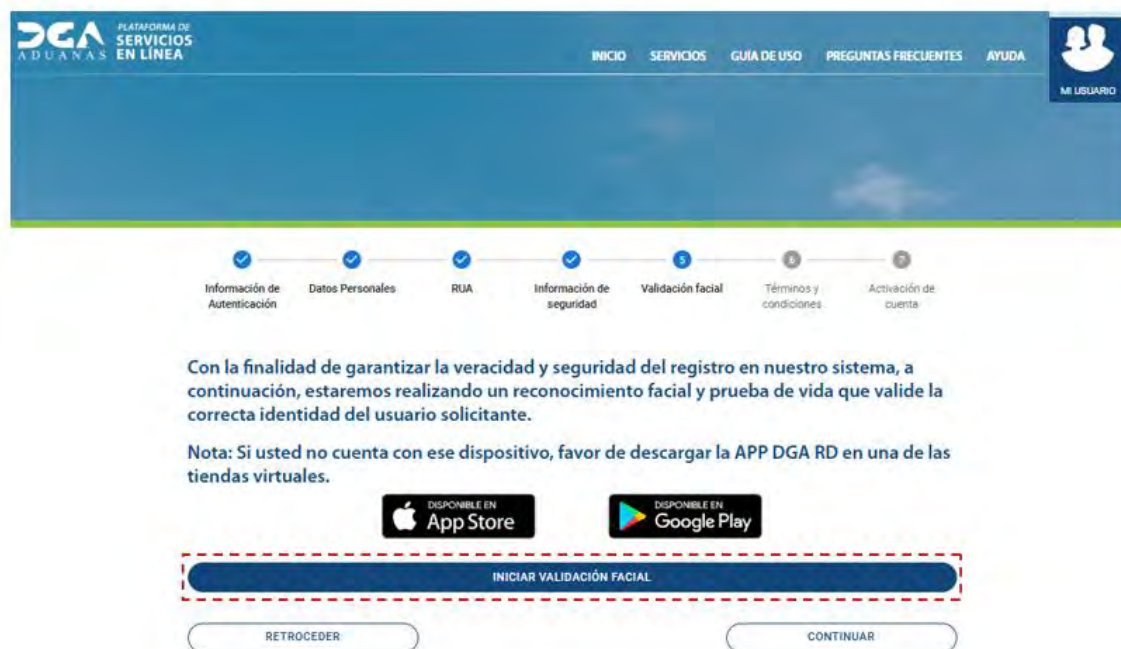 DGA
ADUANAS
PLATAFORMA DE
SERVICIOS
EN LÍNEA
INICIO SERVICIOS GUÍA DE USO PREGUNTAS FRECUENTES AYUDA
MI USUARIO
5 6 7
Información de Autenticación
Datos Personales
RUA
Información de seguridad
Validación facial
Términos y condiciones
Activación de cuenta
Con la finalidad de garantizar la veracidad y seguridad del registro en nuestro sistema, a
continuación, estaremos realizando un reconocimiento facial y prueba de vida que valide la
correcta identidad del usuario solicitante.
Nota: Si usted no cuenta con ese dispositivo, favor de descargar la APP DGA RD en una de las
tiendas virtuales.
DISPONIBLE EN
App Store
DISPONIBLE EN
Google Play
INICIAR VALIDACIÓN FACIAL
RETROCEDER
CONTINUAR